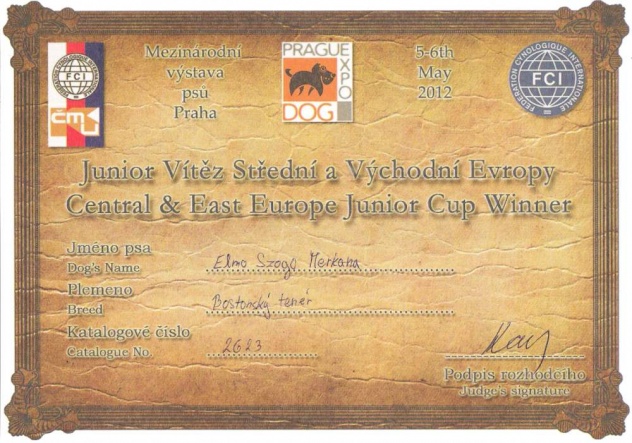 Mezinárodní
výstava
psů
Praha
PRAGUE EXPO
DOG
5-6th
May
2012
FCI
ČMKU
FEDERATION CYNOLOGIQUE INTERNATIONALE
FCI
Junior Vítěz Střední a Východní Evropy
Central & East Europe Junior Cup Winner
Jméno psa
Dog's Name Elmo Szogl Merkana
Plemeno
Breed Bostonský teriér
Katalogové číslo
Catalogue No. 2623
Podpis rozhodčího
Judge's signature